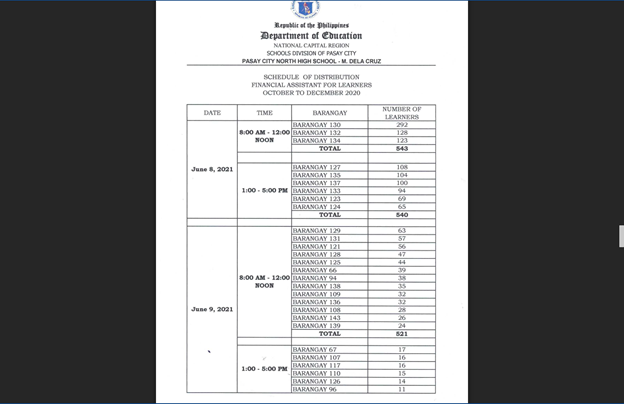 Republic of the Philippines
Department of Education
NATIONAL CAPITAL REGION
SCHOOLS DIVISION OF PASAY CITY
PASAY CITY NORTH HIGH SCHOOL - M. DELA CRUZ
SCHEDULE OF DISTRIBUTION
FINANCIAL ASSISTANT FOR LEARNERS
OCTOBER TO DECEMBER 2020
DATE TIME BARANGAY NUMBER OF LEARNERS
June 8, 2021
8:00 AM - 12:00 NOON
BARANGAY 130 292
BARANGAY 132 128
BARANGAY 134 123
TOTAL 543
1:00 - 5:00 PM
BARANGAY 127 108
BARANGAY 135 104
BARANGAY 137 100
BARANGAY 133 94
BARANGAY 123 69
BARANGAY 124 65
TOTAL 540
June 9, 2021
8:00 AM - 12:00 NOON
BARANGAY 129 63
BARANGAY 131 57
BARANGAY 121 56
BARANGAY 128 47
BARANGAY 125 44
BARANGAY 66 39
BARANGAY 94 38
BARANGAY 138 35
BARANGAY 109 32
BARANGAY 136 32
BARANGAY 108 28
BARANGAY 143 26
BARANGAY 139 24
TOTAL 521
1:00 - 5:00 PM
BARANGAY 67 17
BARANGAY 107 16
BARANGAY 117 16
BARANGAY 110 15
BARANGAY 126 14
BARANGAY 96 11